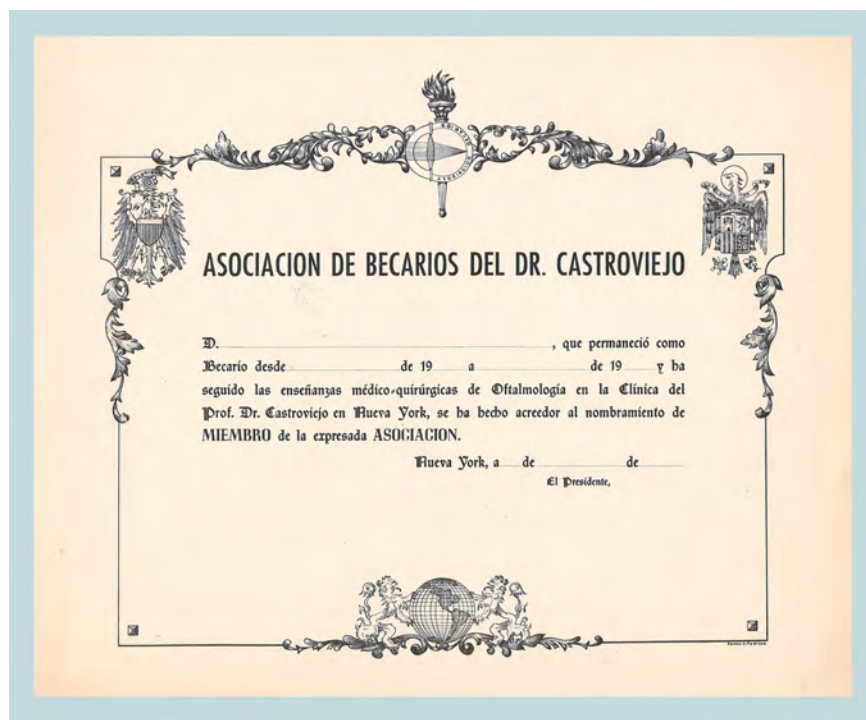 ASOCIACION DE BECARIOS DEL DR. CASTROVIEJO
D. , que permaneció como
Becario desde de 19 a de 19 y ha
seguido las enseñanzas médico-quirúrgicas de Oftalmología en la Clínica del
Prof. Dr. Castroviejo en Nueva York, se ha hecho acreedor al nombramiento de
MIEMBRO de la expresada ASOCIACION.
Nueva York, a de de
El Presidente,